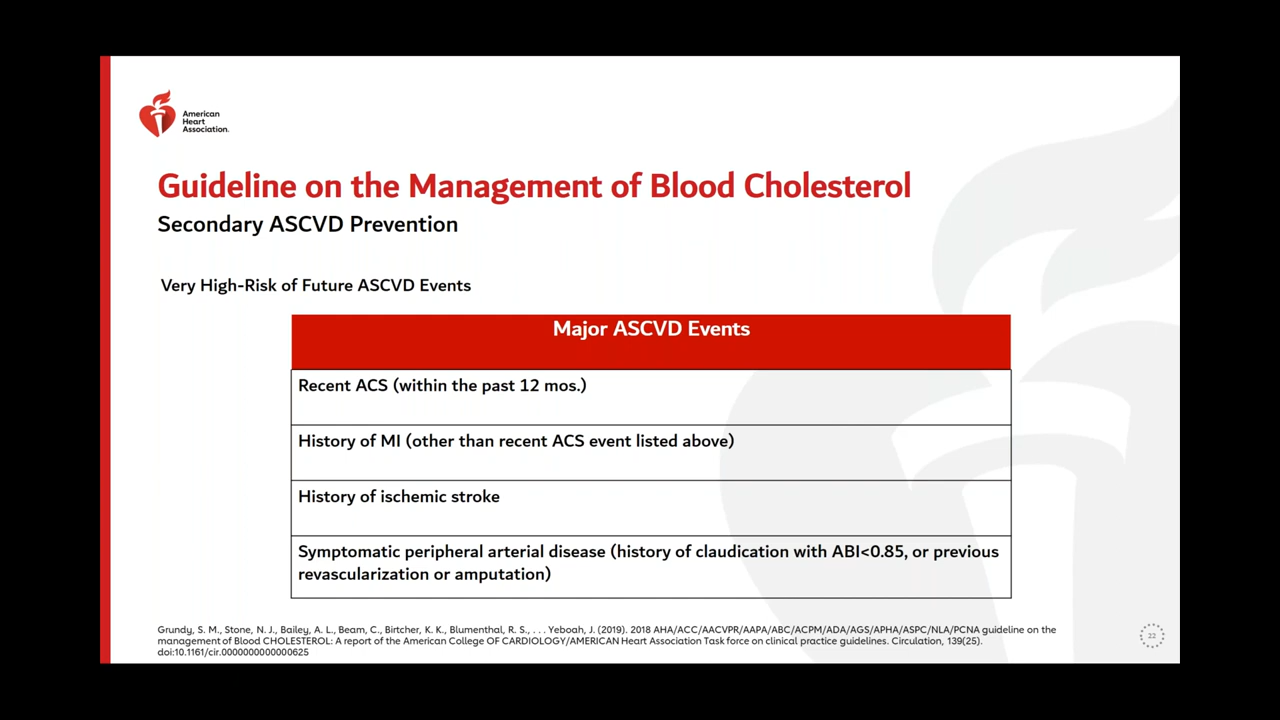 American
Heart
Association.
Guideline on the Management of Blood Cholesterol
Secondary ASCVD Prevention
Very High-Risk of Future ASCVD Events
Major ASCVD Events
Recent ACS (within the past 12 mos.)
History of MI (other than recent ACS event listed above)
History of ischemic stroke
Symptomatic peripheral arterial disease (history of claudication with ABI<0.85, or previous
revascularization or amputation)
Grundy, S. M., Stone, N. J., Bailey, A. L., Beam, C., Birtcher, K. K., Blumenthal, R. S., . . . Yeboah, J. (2019). 2018 AHA/ACC/AACVPR/AAPA/ABC/ACPM/ADA/AGS/APHA/ASPC/NLA/PCNA guideline on the
management of Blood CHOLESTEROL: A report of the American College OF CARDIOLOGY/AMERICAN Heart Association Task force on clinical practice guidelines. Circulation, 139(25).
doi:10.1161/cir.0000000000000625
22